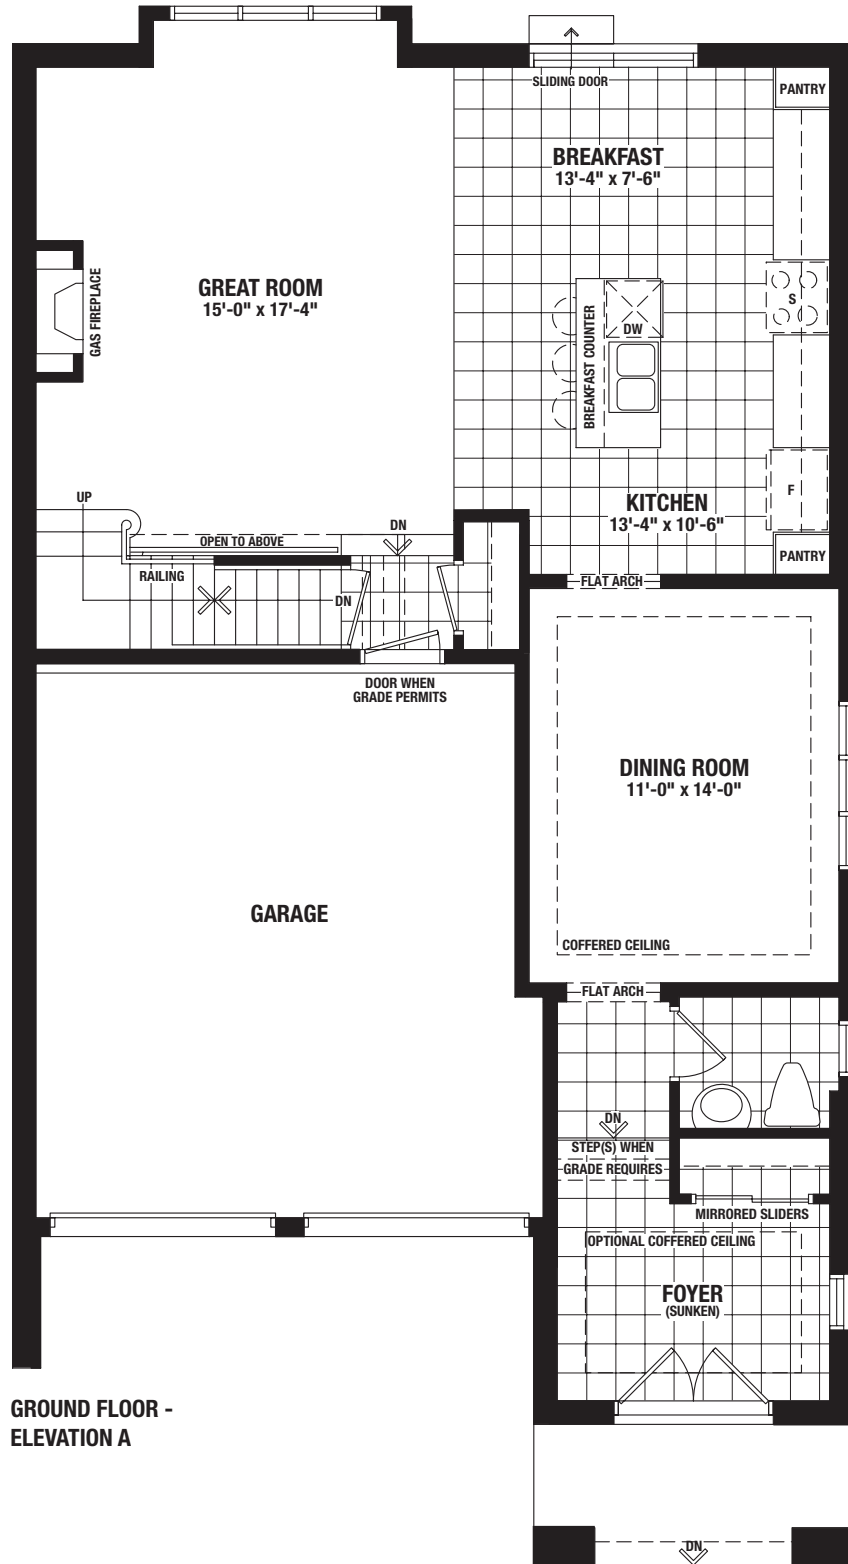 SLIDING DOOR
PANTRY
BREAKFAST
13'-4" x 7'-6"
GREAT ROOM
15'-0" x 17'-4"
GAS FIREPLACE
BREAKFAST COUNTER
DW
S
F
KITCHEN
13'-4" x 10'-6"
PANTRY
UP
OPEN TO ABOVE
DN
RAILING
DN
FLAT ARCH
DOOR WHEN
GRADE PERMITS
DINING ROOM
11'-0" x 14'-0"
GARAGE
COFFERED CEILING
FLAT ARCH
DN
STEP(S) WHEN
GRADE REQUIRES
MIRRORED SLIDERS
OPTIONAL COFFERED CEILING
FOYER
(SUNKEN)
GROUND FLOOR -
ELEVATION A
DN